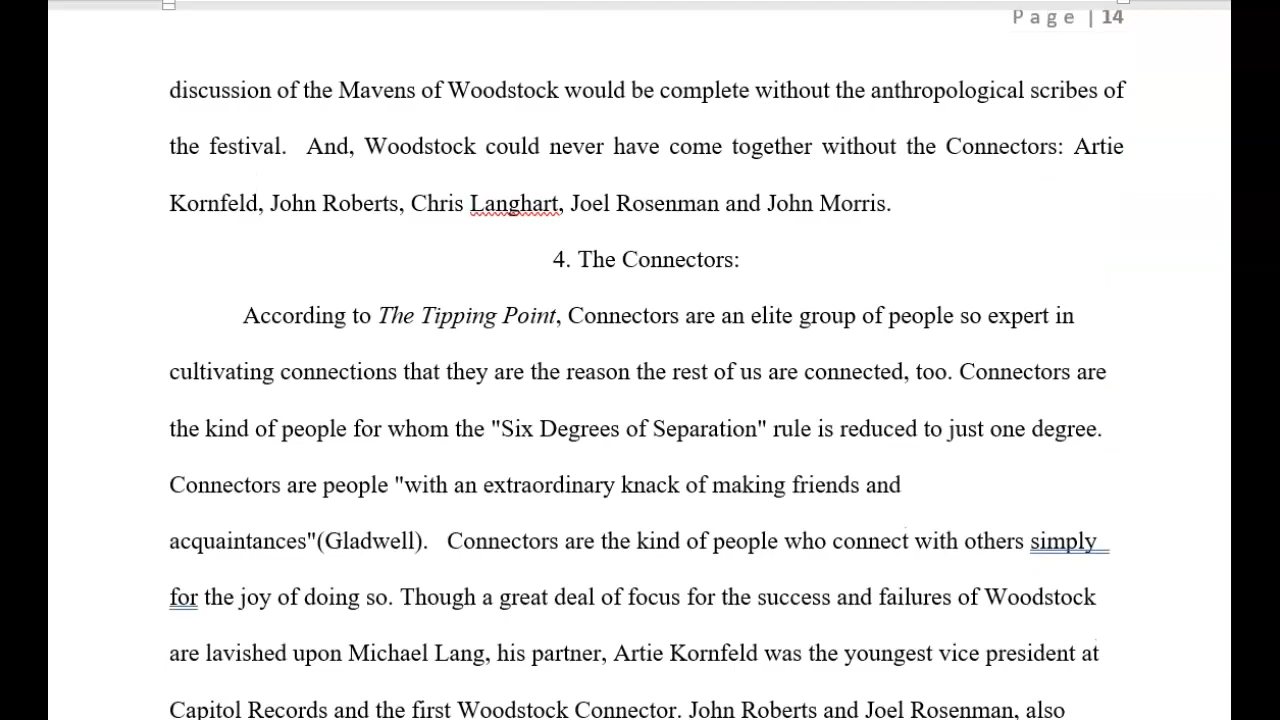 Page | 14
discussion of the Mavens of Woodstock would be complete without the anthropological scribes of
the festival.  And, Woodstock could never have come together without the Connectors: Artie
Kornfeld, John Roberts, Chris Langhart, Joel Rosenman and John Morris.
4. The Connectors:
According to The Tipping Point, Connectors are an elite group of people so expert in
cultivating connections that they are the reason the rest of us are connected, too. Connectors are
the kind of people for whom the "Six Degrees of Separation" rule is reduced to just one degree.
Connectors are people "with an extraordinary knack of making friends and
acquaintances"(Gladwell).   Connectors are the kind of people who connect with others simply
for the joy of doing so. Though a great deal of focus for the success and failures of Woodstock
are lavished upon Michael Lang, his partner, Artie Kornfeld was the youngest vice president at
Capitol Records and the first Woodstock Connector. John Roberts and Joel Rosenman, also